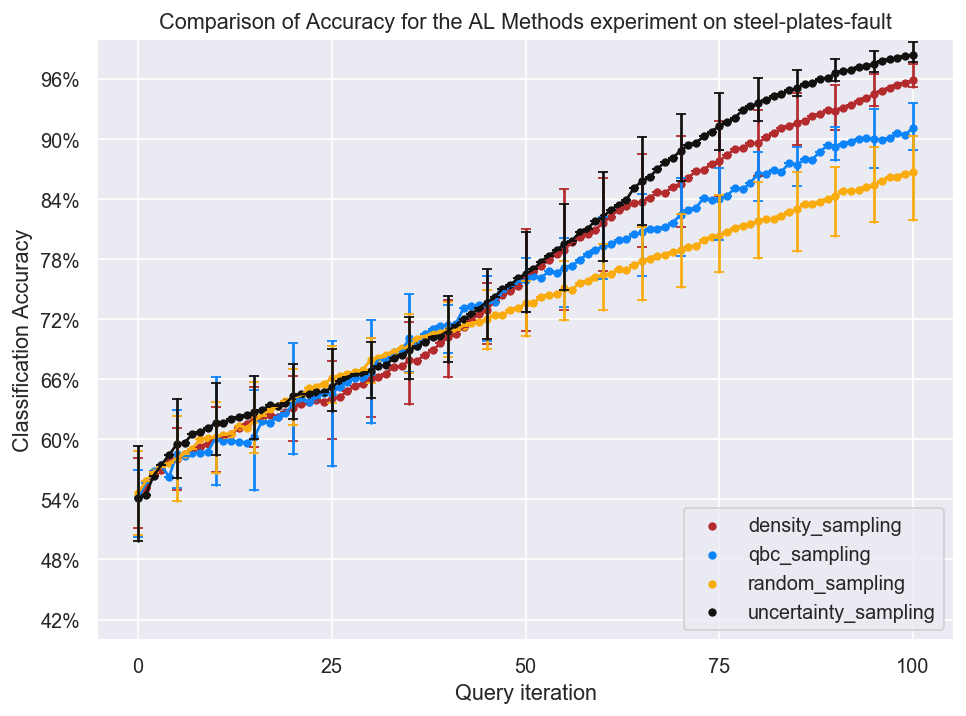 Comparison of Accuracy for the AL Methods experiment on steel-plates-fault
96%
90%
84%
78%
72%
66%
60%
54%
48%
42%
Classification Accuracy
0 25 50 75 100
Query iteration
density_sampling
qbc_sampling
random_sampling
uncertainty_sampling